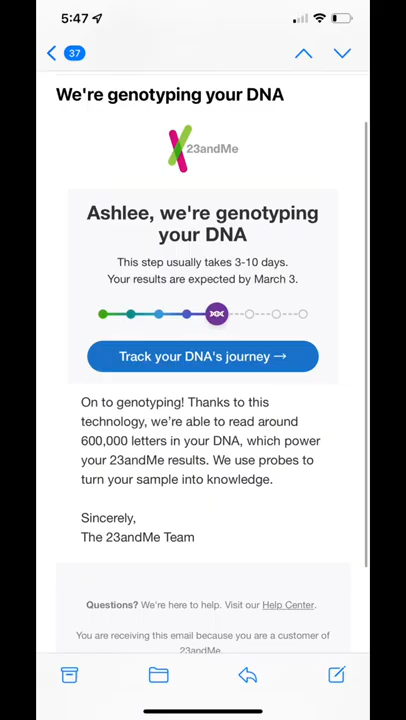 5:47
37
We're genotyping your DNA
23andMe
Ashlee, we're genotyping
your DNA
This step usually takes 3-10 days.
Your results are expected by March 3.
Track your DNA's journey →
On to genotyping! Thanks to this
technology, we're able to read around
600,000 letters in your DNA, which power
your 23andMe results. We use probes to
turn your sample into knowledge.
Sincerely,
The 23andMe Team
Questions? We're here to help. Visit our Help Center.
You are receiving this email because you are a customer of
23andMe.